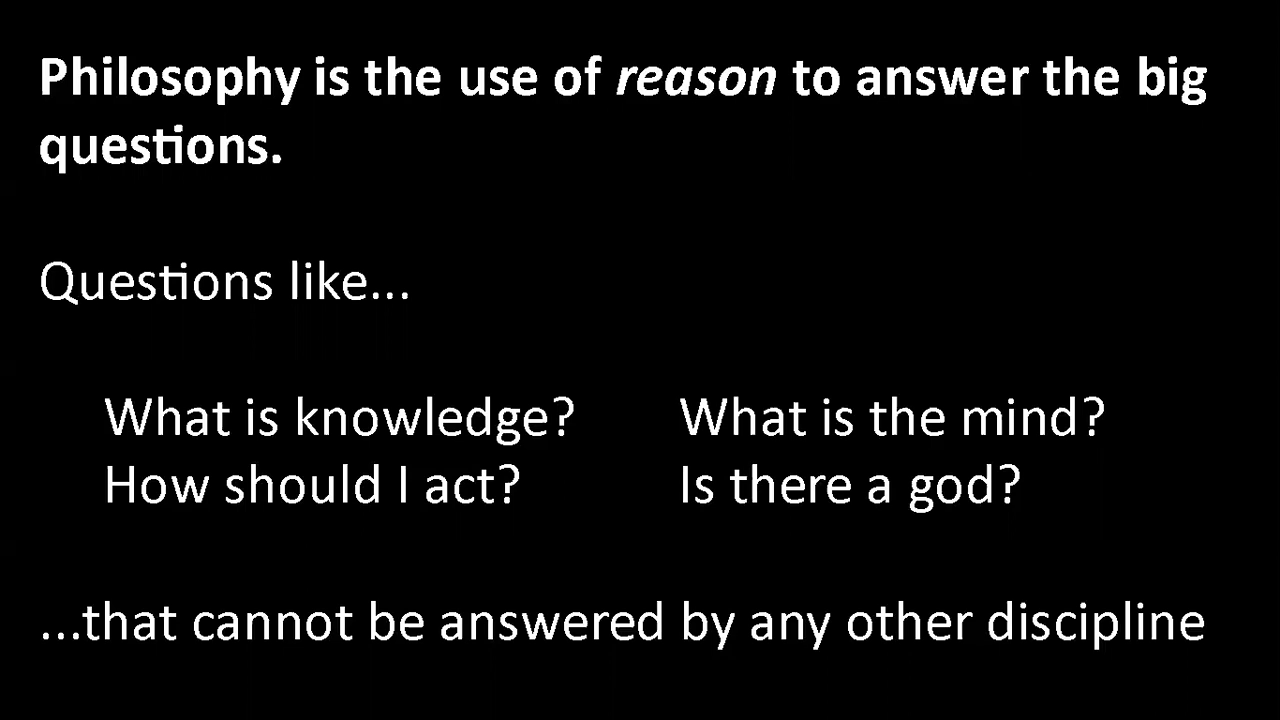 Philosophy is the use of reason to answer the big
questions.
Questions like...
What is knowledge? What is the mind?
How should I act? Is there a god?
...that cannot be answered by any other discipline